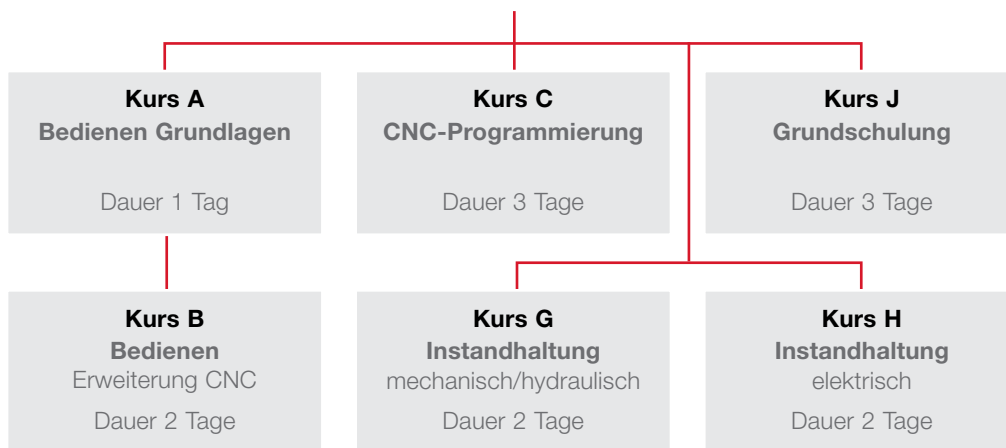 Kurs A
Bedienen Grundlagen
Dauer 1 Tag
Kurs C
CNC-Programmierung
Dauer 3 Tage
Kurs J
Grundschulung
Dauer 3 Tage
Kurs B
Bedienen
Erweiterung CNC
Dauer 2 Tage
Kurs G
Instandhaltung
mechanisch/hydraulisch
Dauer 2 Tage
Kurs H
Instandhaltung
elektrisch
Dauer 2 Tage